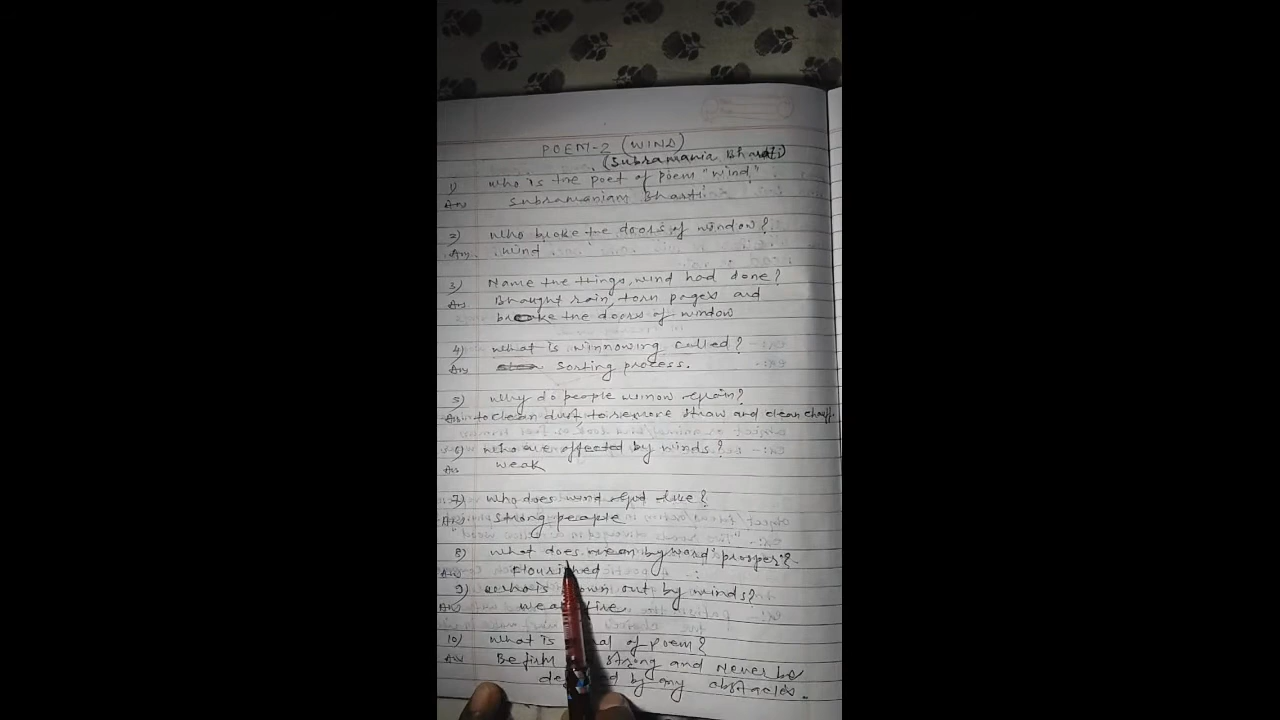 POEM-2 (WIND)
(Subramania Bharati)
1) who is the poet of poem "wind".
Ans Subramaniam Bharti
2) who broke the doors of window?
Ans wind
3) Name the things, wind had done?
Ans Bhaught rain, torn pages and
broke the doors of window
4) what is winnowing called?
Ans Sorting process.
5) why do people winow grain?
Ans to clean dust, to remove straw and clean chaff.
6) who are affected by winds?
Ans weak
7) who does wind God like?
Ans Strong people
8) what does mean by word "prosper"?
Ans Flourished
9) who is out by winds?
Ans fire
10) what is of poem?
Ans Be firm strong and Never be
by any obstacles.